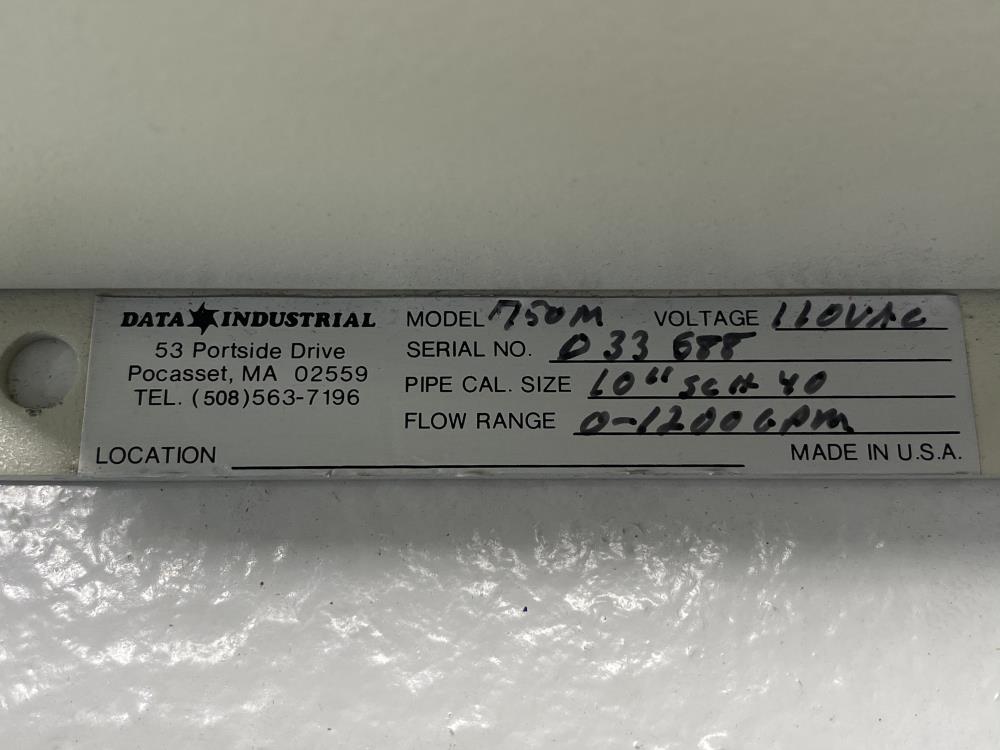 DATA INDUSTRIAL
53 Portside Drive
Pocasset, MA 02559
TEL. (508)563-7196
MODEL 750M VOLTAGE 110VAC
SERIAL NO. 033688
PIPE CAL. SIZE 10" SCH 40
FLOW RANGE 0-1200GPM
LOCATION
MADE IN U.S.A.